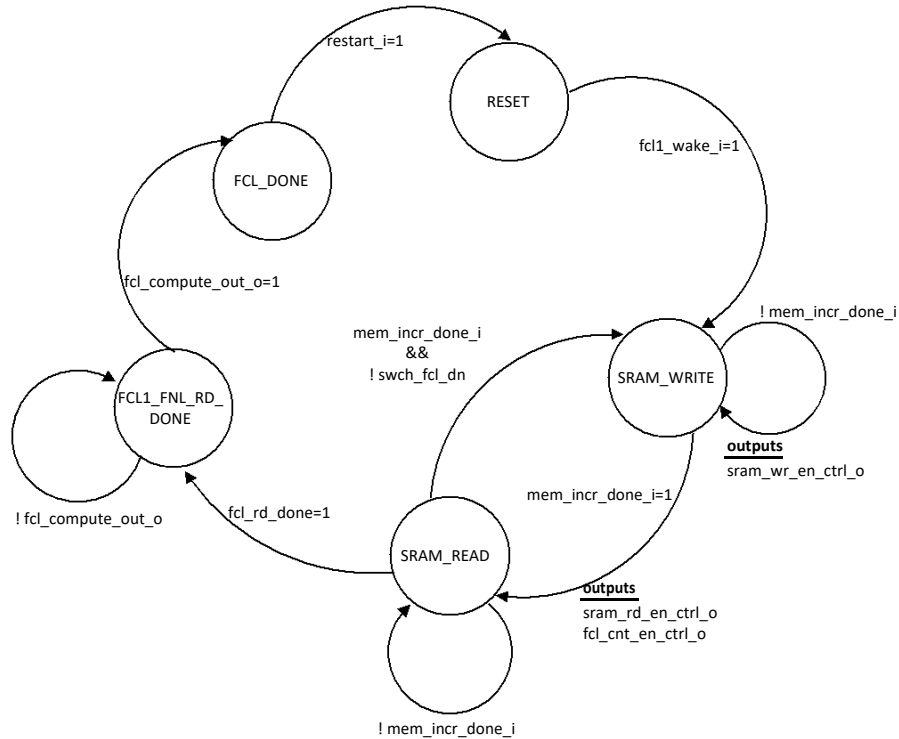 restart_i=1
RESET
fcl1_wake_i=1
FCL_DONE
fcl_compute_out_o=1
! mem_incr_done_i
mem_incr_done_i
&&
! swch_fcl_dn
SRAM_WRITE
FCL1_FNL_RD_
DONE
outputs
sram_wr_en_ctrl_o
mem_incr_done_i=1
fcl_rd_done=1
! fcl_compute_out_o
SRAM_READ
outputs
sram_rd_en_ctrl_o
fcl_cnt_en_ctrl_o
! mem_incr_done_i